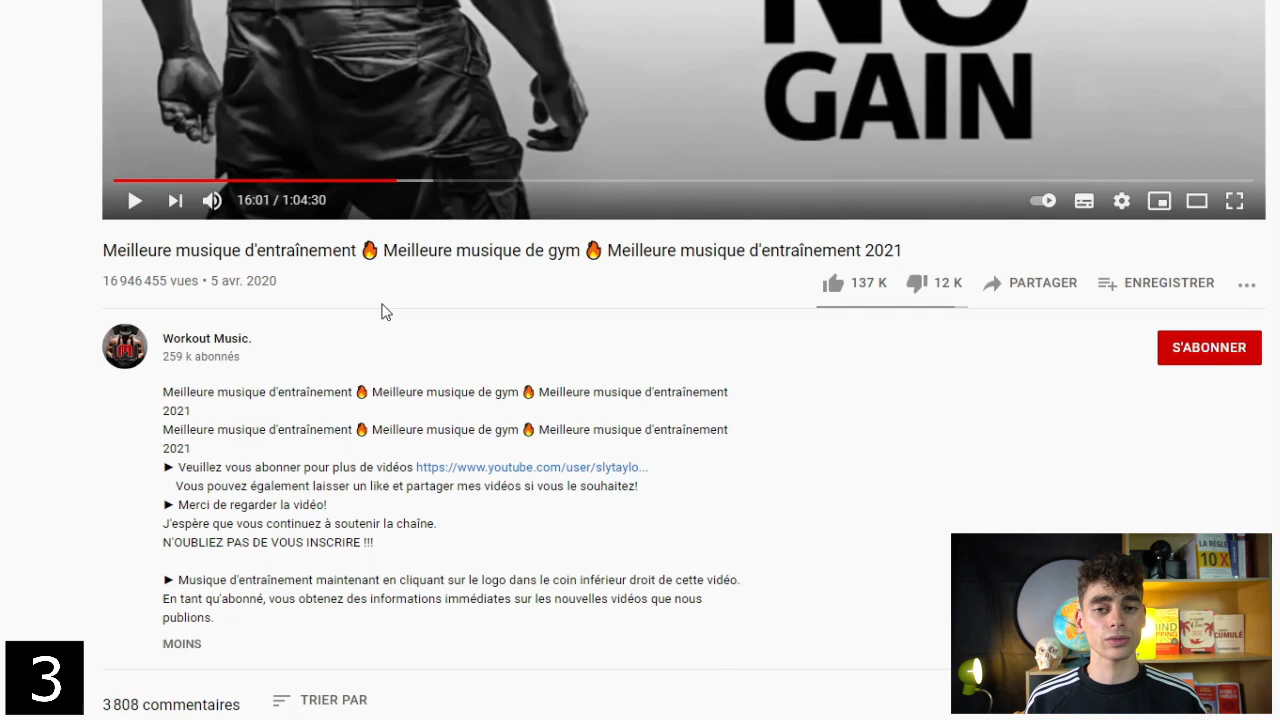 NO
GAIN
16:01 / 1:04:30
Meilleure musique d'entraînement 🔥 Meilleure musique de gym 🔥 Meilleure musique d'entraînement 2021
16 946 455 vues • 5 avr. 2020
137 K 12 K PARTAGER ENREGISTRER ...
Workout Music.
259 k abonnés
S'ABONNER
Meilleure musique d'entraînement 🔥 Meilleure musique de gym 🔥 Meilleure musique d'entraînement
2021
Meilleure musique d'entraînement 🔥 Meilleure musique de gym 🔥 Meilleure musique d'entraînement
2021
► Veuillez vous abonner pour plus de vidéos https://www.youtube.com/user/slytaylo...
Vous pouvez également laisser un like et partager mes vidéos si vous le souhaitez!
► Merci de regarder la vidéo!
J'espère que vous continuez à soutenir la chaîne.
N'OUBLIEZ PAS DE VOUS INSCRIRE !!!
► Musique d'entraînement maintenant en cliquant sur le logo dans le coin inférieur droit de cette vidéo.
En tant qu'abonné, vous obtenez des informations immédiates sur les nouvelles vidéos que nous
publions.
MOINS
3 808 commentaires TRIER PAR
3
LA RÈGLE
10 X
CUMULÉ